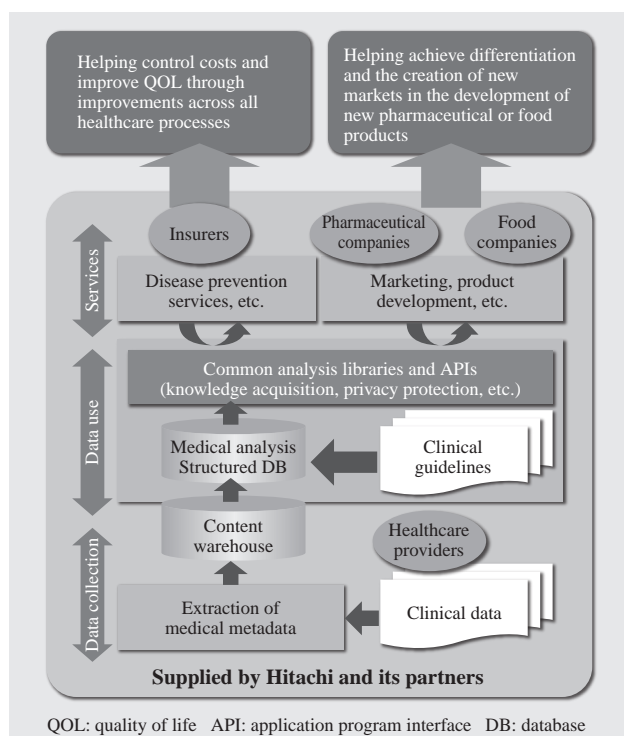 Helping control costs and
improve QOL through
improvements across all
healthcare processes
Helping achieve differentiation
and the creation of new
markets in the development of
new pharmaceutical or food
products
Services
Insurers
Pharmaceutical
companies
Food
companies
Disease prevention
services, etc.
Marketing, product
development, etc.
Data use
Common analysis libraries and APIs
(knowledge acquisition, privacy protection, etc.)
Medical analysis
Structured DB
Clinical
guidelines
Content
warehouse
Data collection
Healthcare
providers
Extraction of
medical metadata
Clinical data
Supplied by Hitachi and its partners
QOL: quality of life API: application program interface DB: database